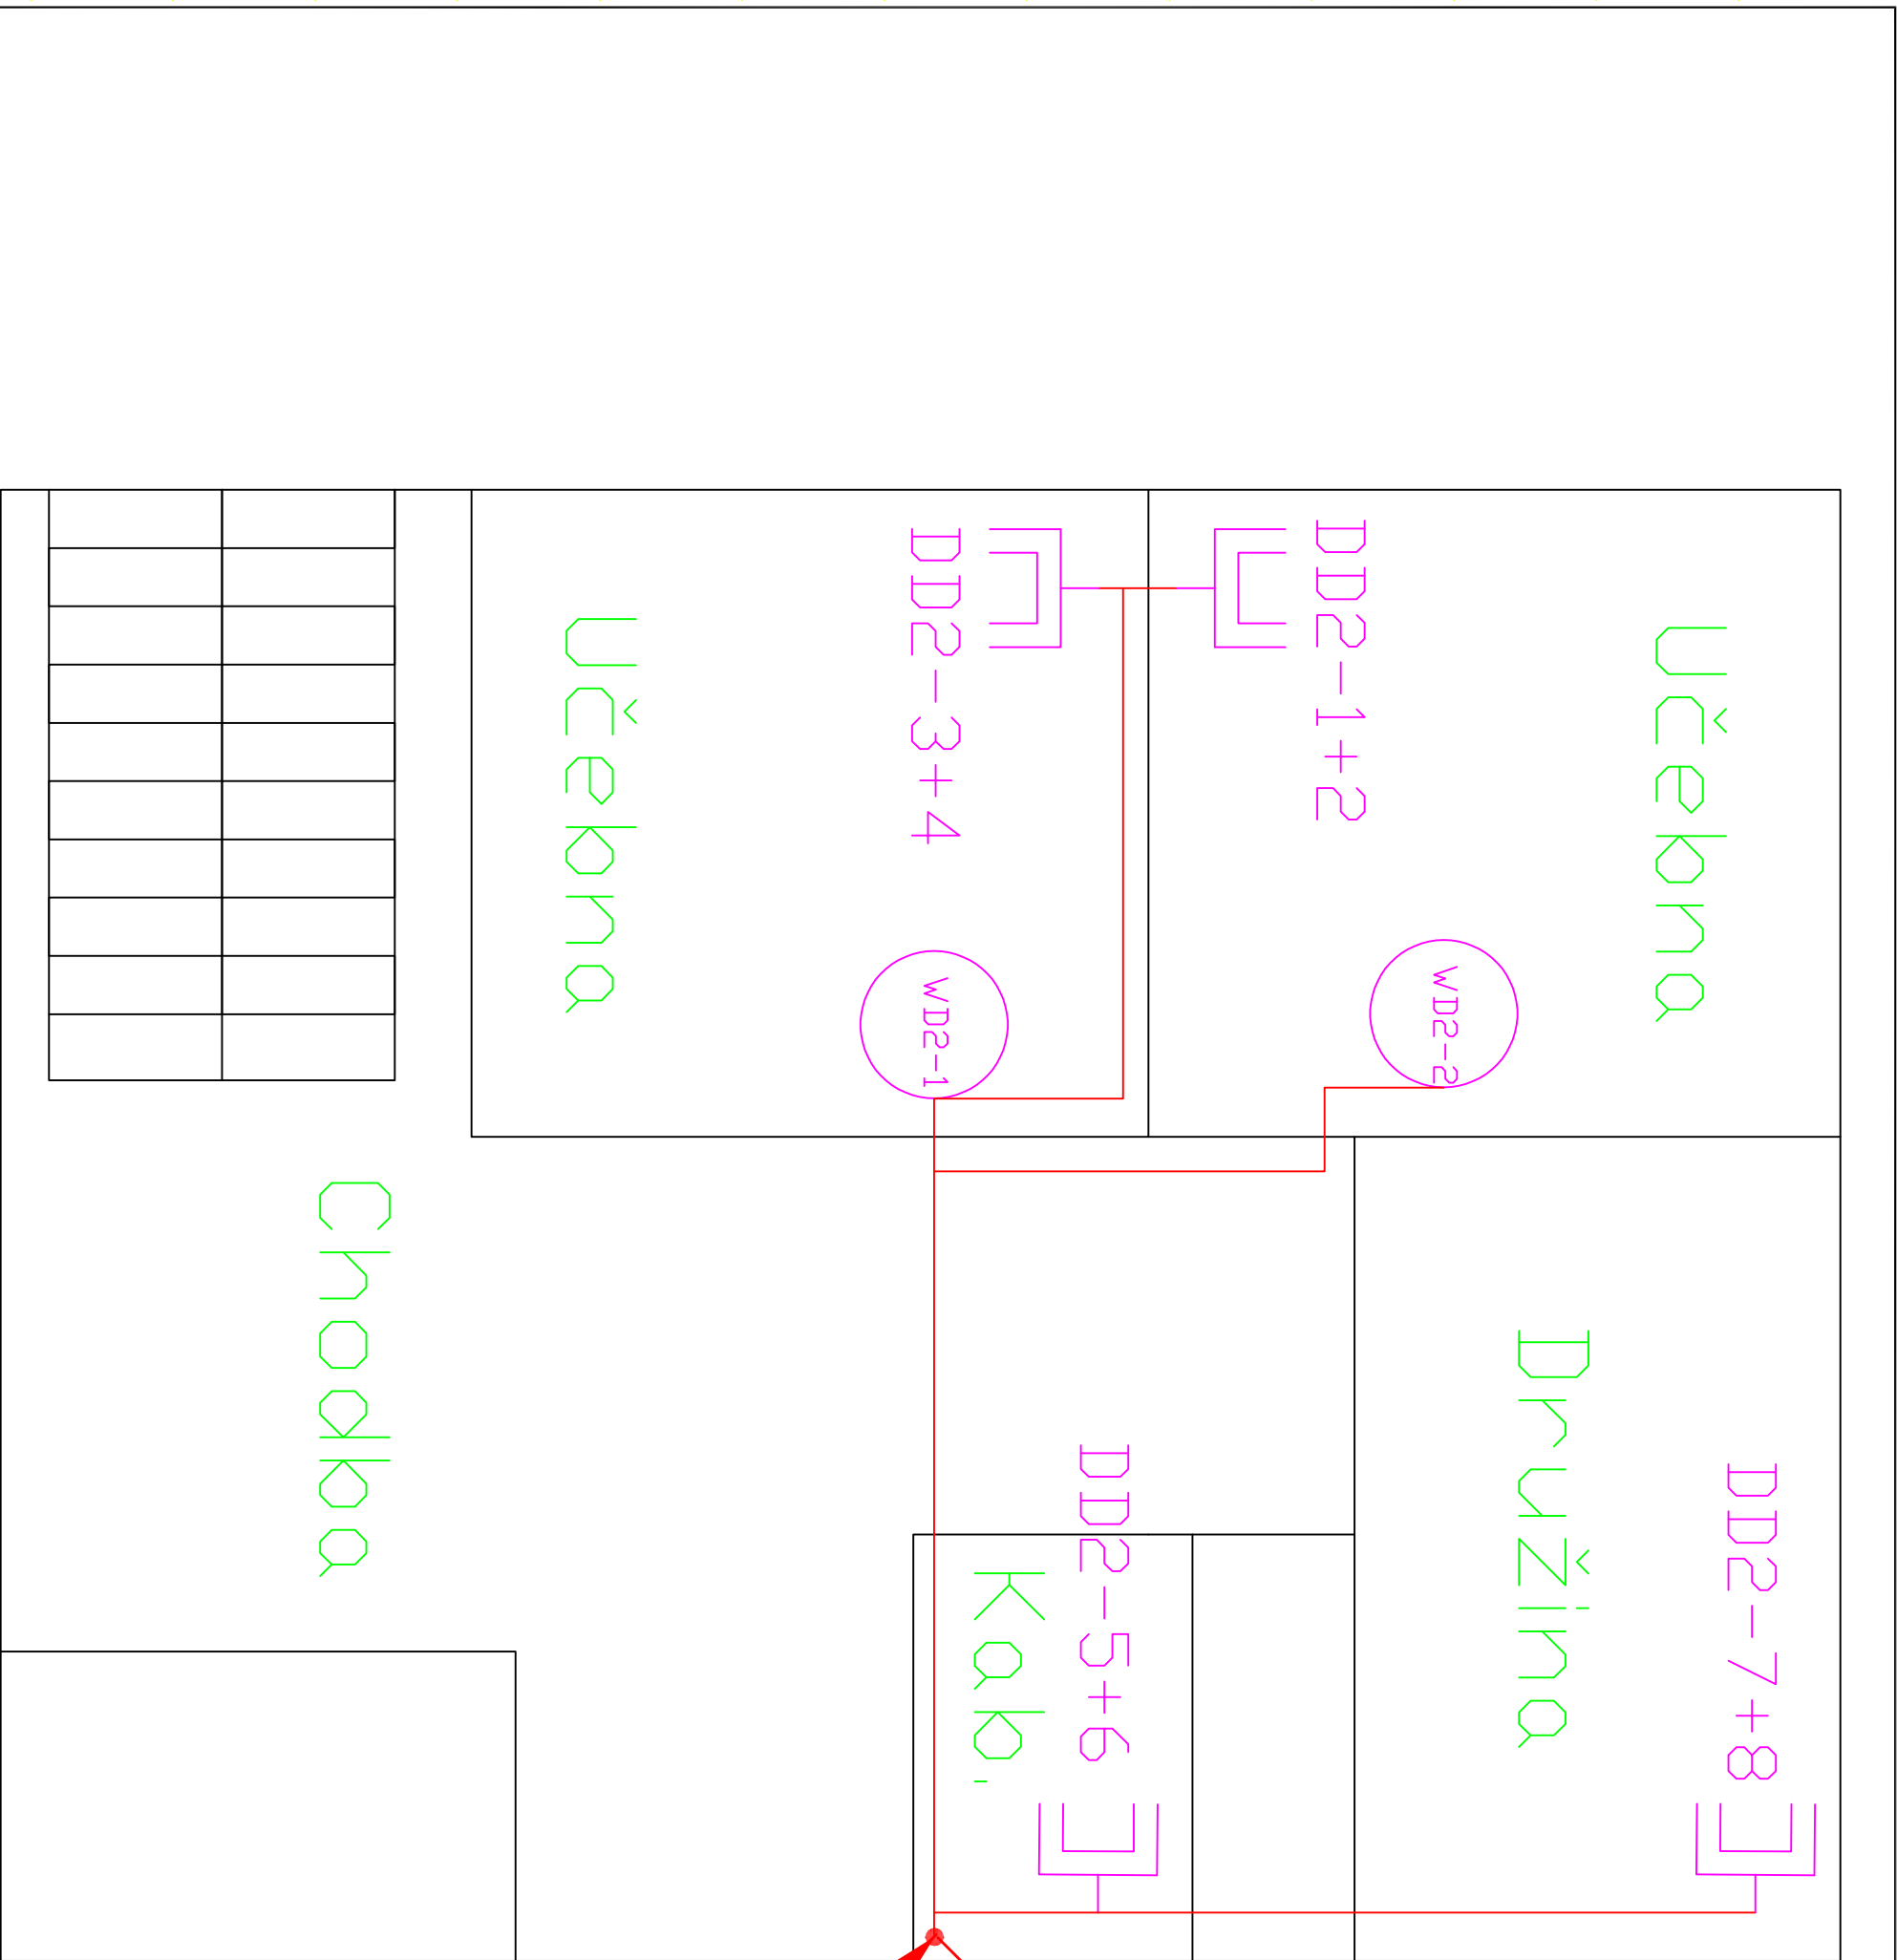 DD2-1+2
DD2-3+4
Učebna
Učebna
WD2-2
WD2-1
Chodba
Družina
DD2-7+8
DD2-5+6
Kab.